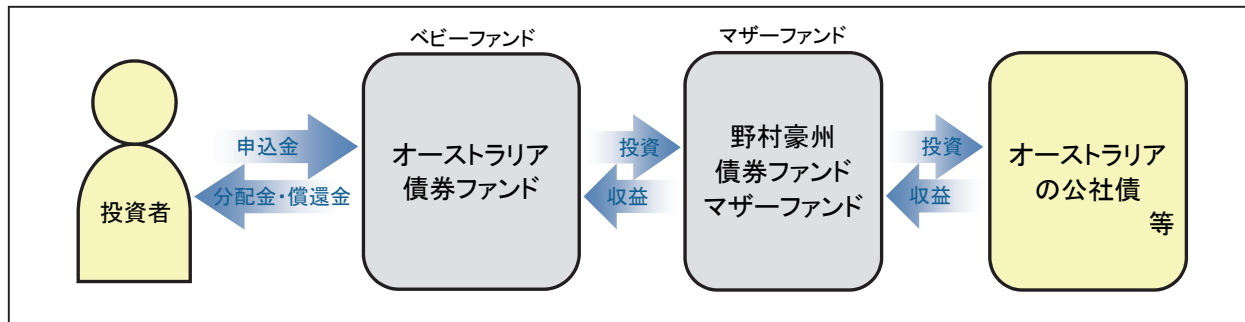 ベビーファンド
マザーファンド
投資者
申込金
分配金・償還金
オーストラリア
債券ファンド
投資
収益
野村豪州
債券ファンド
マザーファンド
投資
収益
オーストラリア
の公社債
等